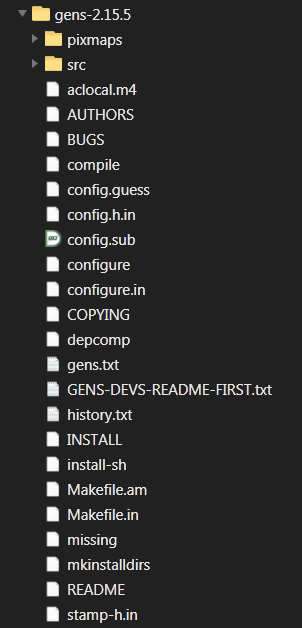 gens-2.15.5
pixmaps
src
aclocal.m4
AUTHORS
BUGS
compile
config.guess
config.h.in
config.sub
configure
configure.in
COPYING
depcomp
gens.txt
GENS-DEVS-README-FIRST.txt
history.txt
INSTALL
install-sh
Makefile.am
Makefile.in
missing
mkinstalldirs
README
stamp-h.in